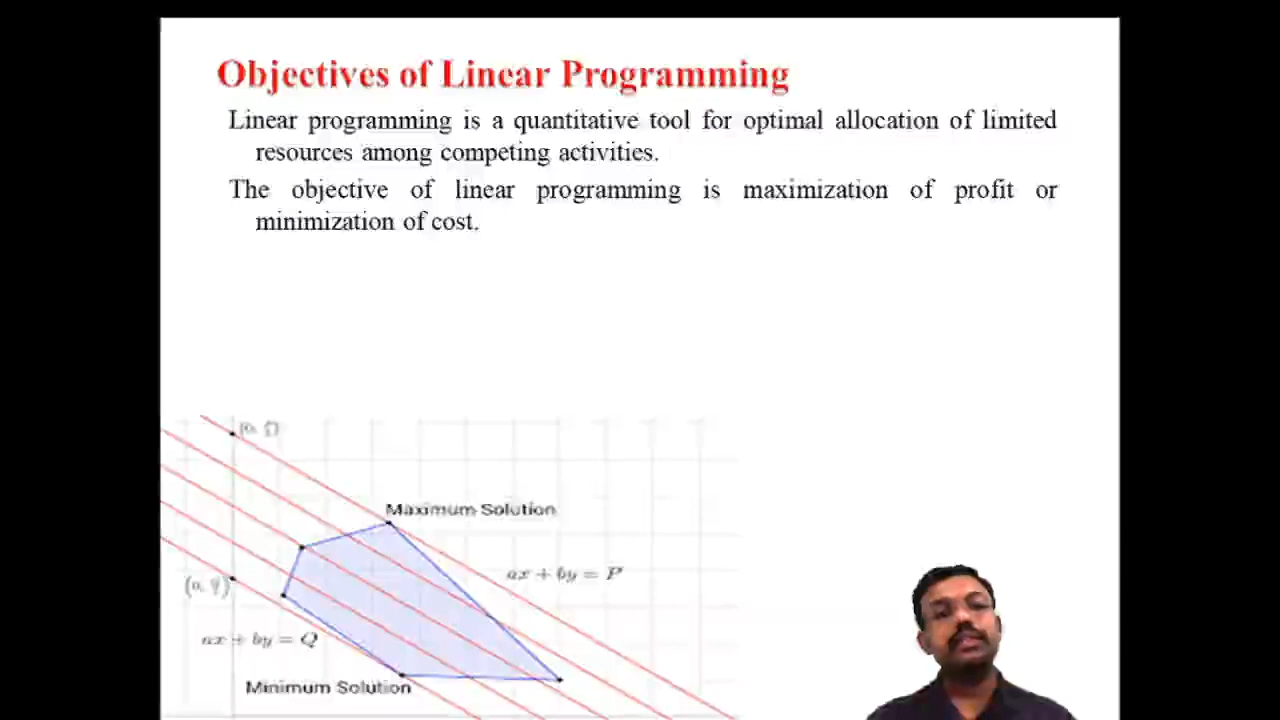 Objectives of Linear Programming
Linear programming is a quantitative tool for optimal allocation of limited
resources among competing activities.
The objective of linear programming is maximization of profit or
minimization of cost.
Maximum Solution
ax + by = P
ax + by = Q
Minimum Solution